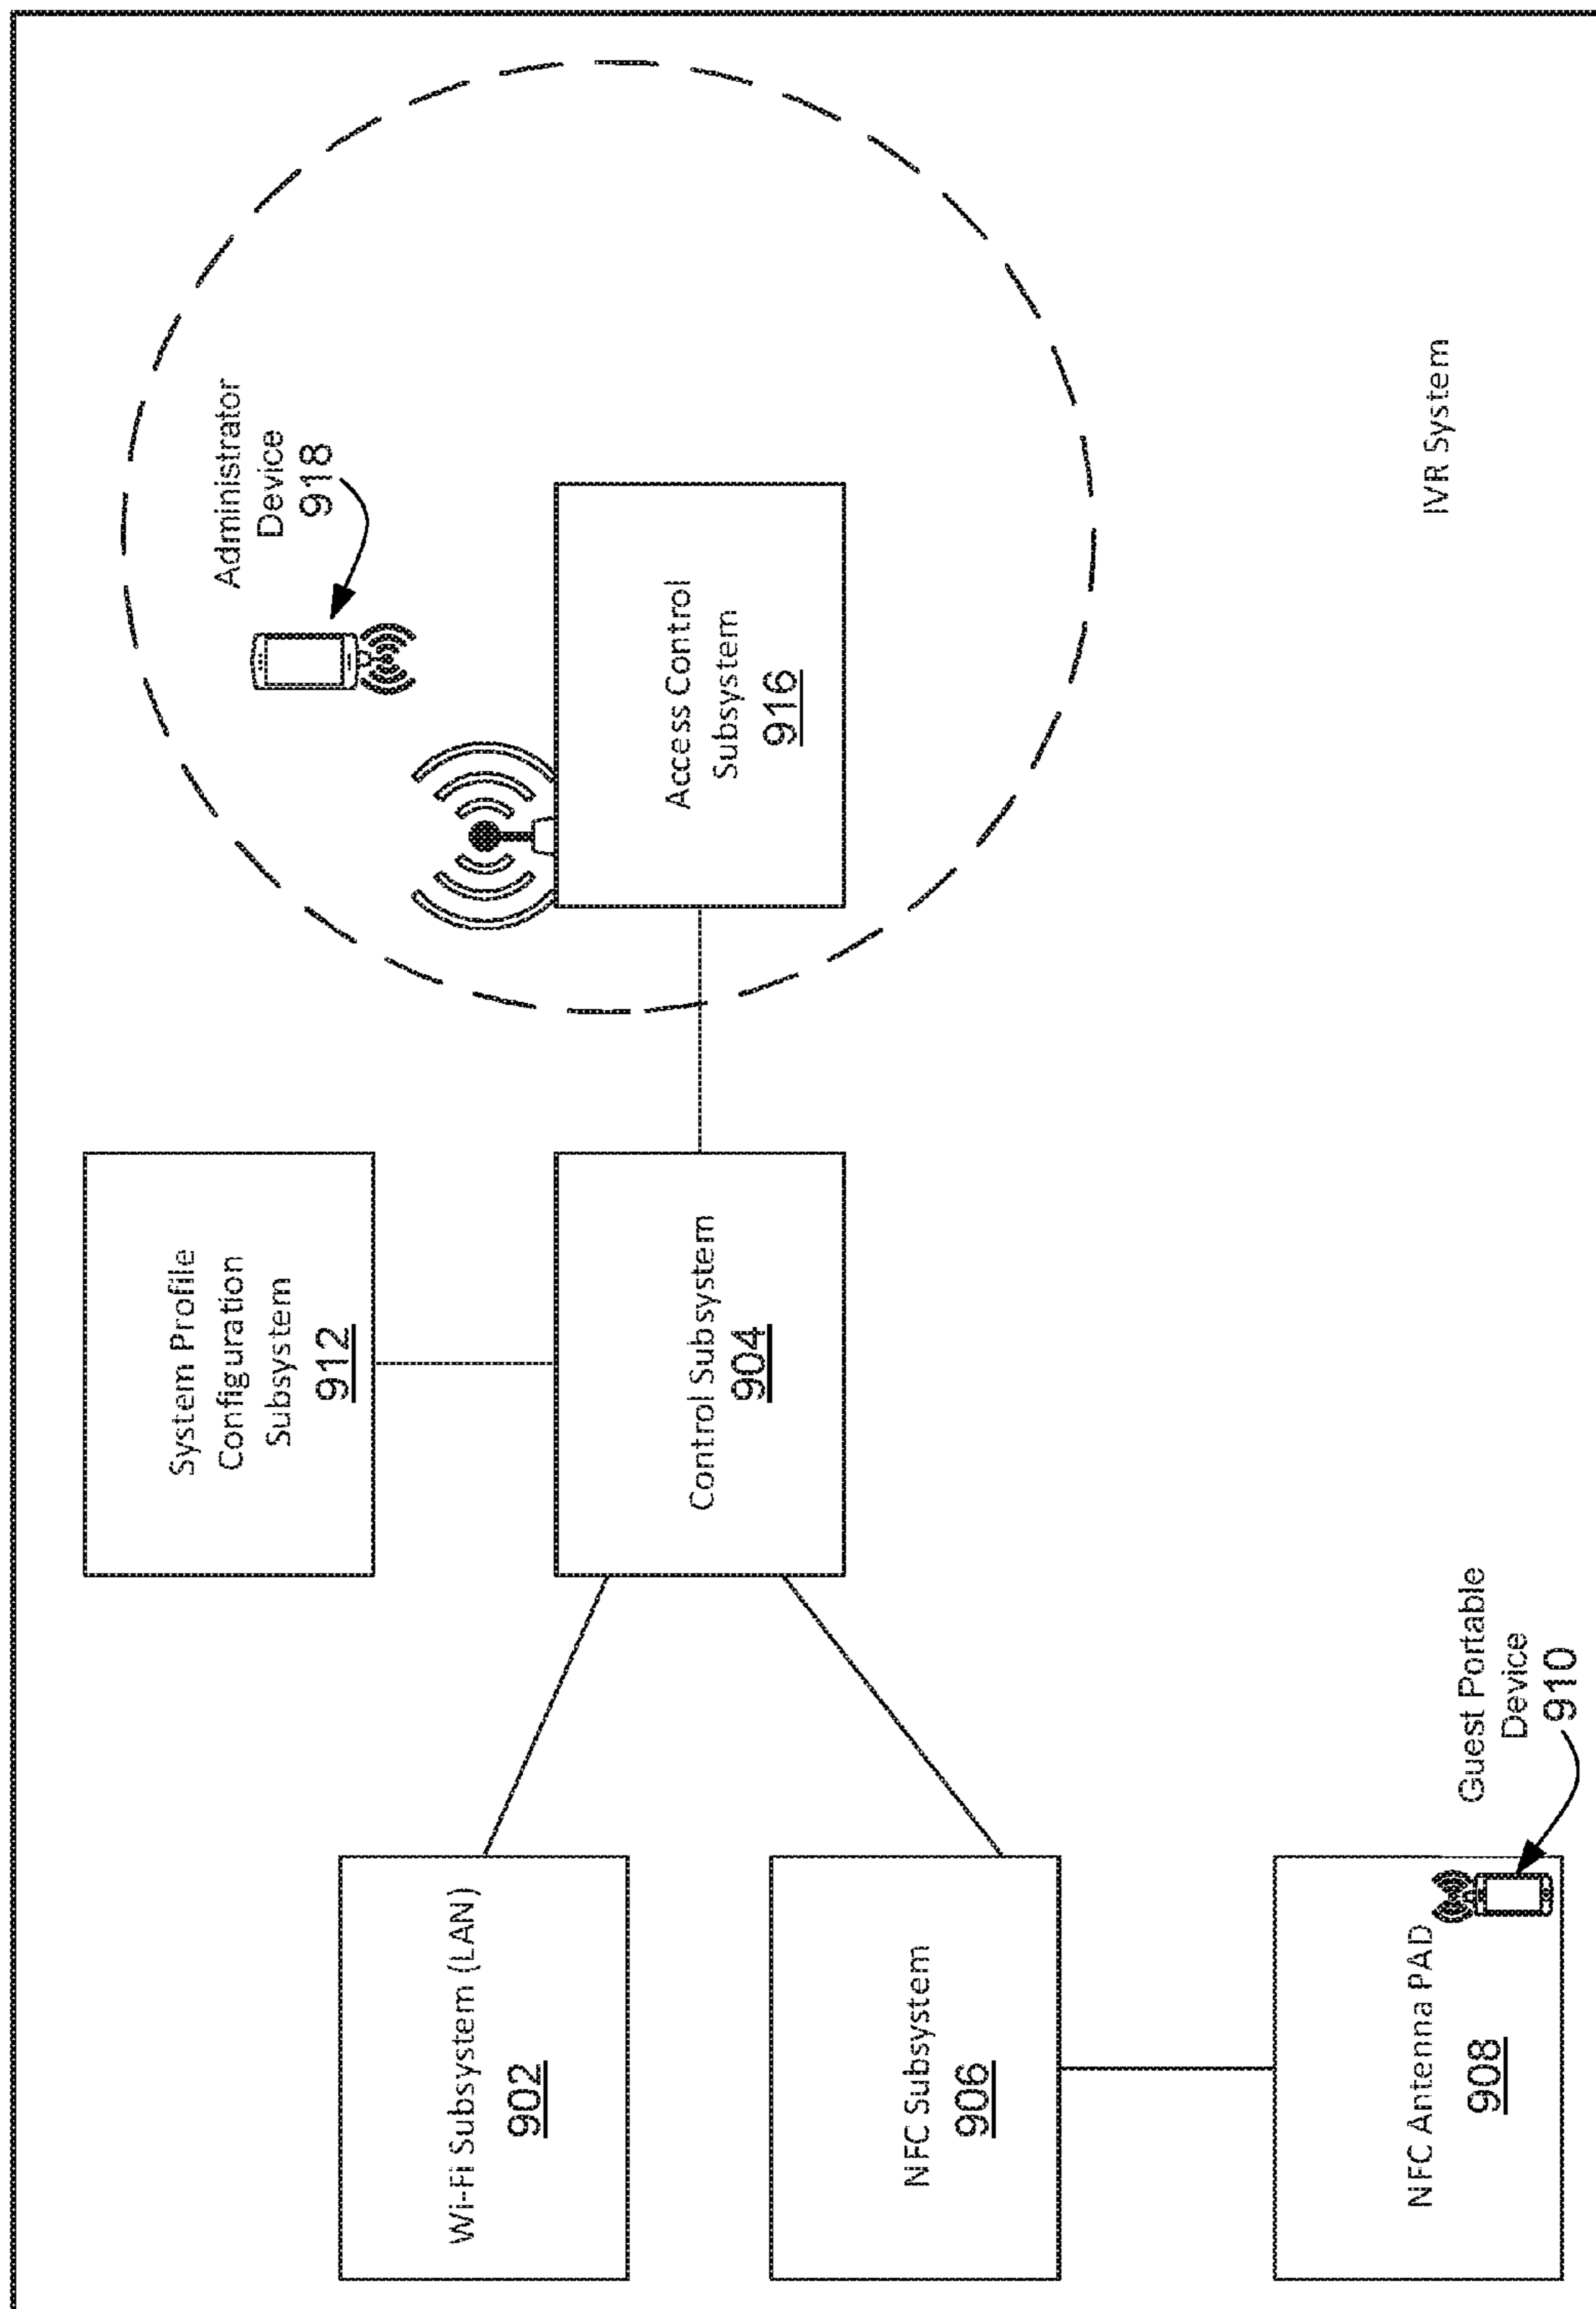 System Profile
Configuration
Subsystem
912
Administrator
Device
918
Wi-Fi Subsystem (LAN)
902
Control Subsystem
904
Access Control
Subsystem
916
NFC Subsystem
906
NFC Antenna PAD
908
Guest Portable
Device
910
IVR System